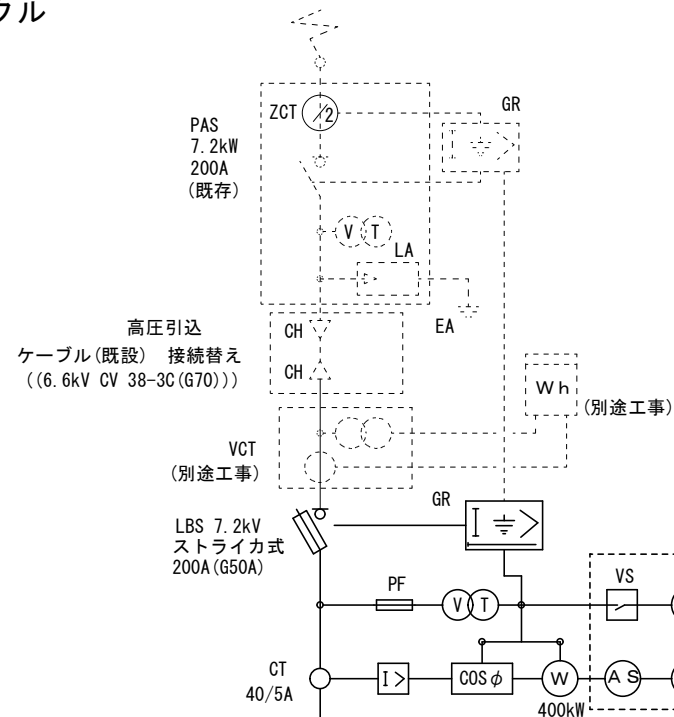 フル
ZCT
2
GR
PAS
7.2kW
200A
(既存)
I
V T
LA
EA
高圧引込
ケーブル(既設) 接続替え
((6.6kV CV 38-3C(G70)))
CH
CH
Wh
(別途工事)
VCT
(別途工事)
GR
I
LBS 7.2kV
ストライカ式
200A(G50A)
PF
V T
VS
CT
40/5A
I>
COSφ
W
400kW
AS